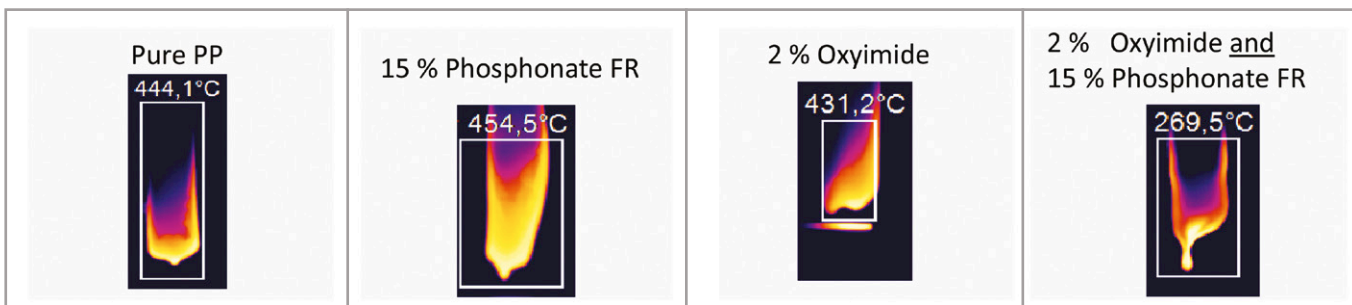 Pure PP
444,1°C
15 % Phosphonate FR
454,5°C
2 % Oxyimide
431,2°C
2 % Oxyimide and
15 % Phosphonate FR
269,5°C